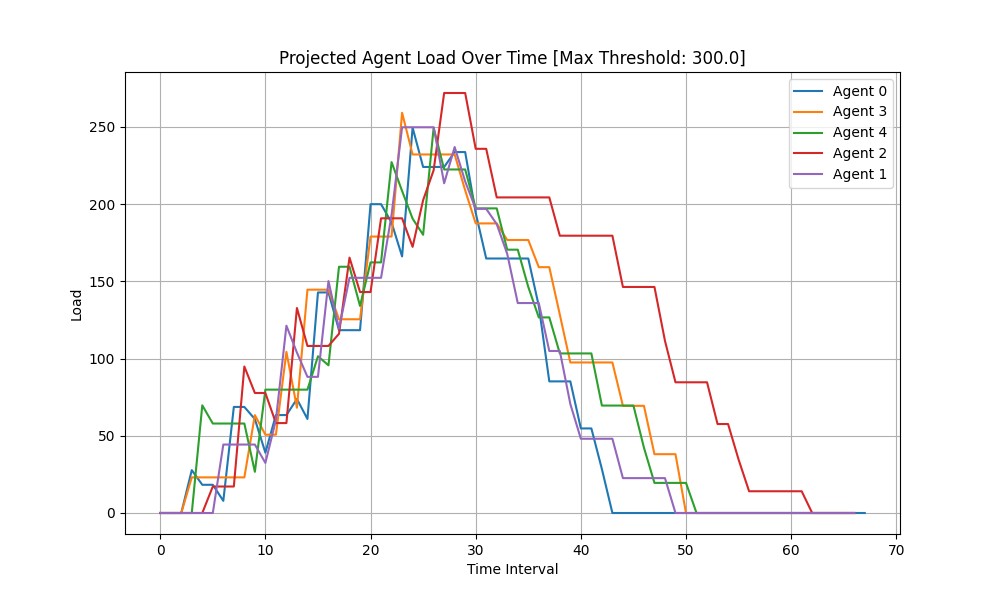 Projected Agent Load Over Time [Max Threshold: 300.0]
Load
250
200
150
100
50
0
0 10 20 30 40 50 60 70
Time Interval
Agent 0
Agent 3
Agent 4
Agent 2
Agent 1